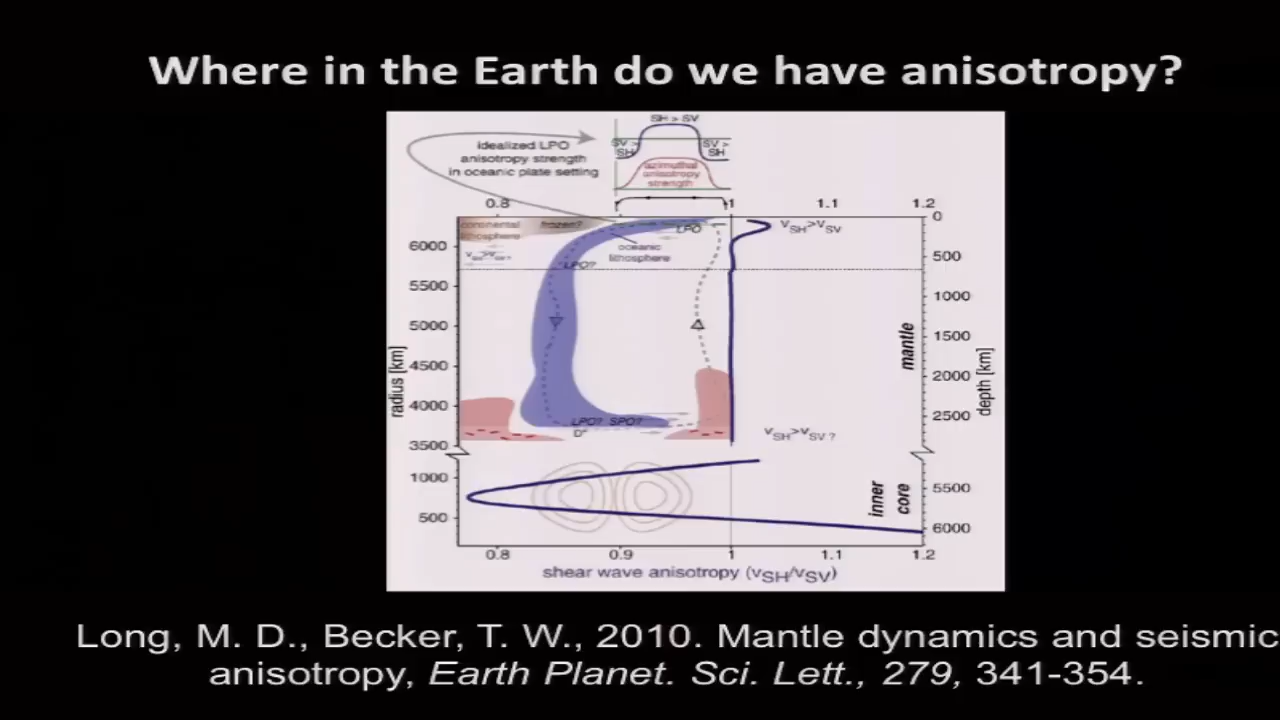 Where in the Earth do we have anisotropy?
SH > SV
SV >
SH
SV >
SH
idealized LPO
anisotropy strength
in oceanic plate setting
azimuthal
anisotropy
strength
0.8
1
1.1
1.2
continental
lithosphere
frozen?
LPO
vSH>vSV
0
6000
oceanic
lithosphere
500
LPO?
5500
1000
5000
1500
mantle
4500
2000
radius [km]
depth [km]
4000
2500
LPO? SPO?
D"
vSH>vSV ?
3500
1000
5500
inner
core
500
6000
0.8
0.9
1
1.1
1.2
shear wave anisotropy (vSH/vSV)
Long, M. D., Becker, T. W., 2010. Mantle dynamics and seismic
anisotropy, Earth Planet. Sci. Lett., 279, 341-354.